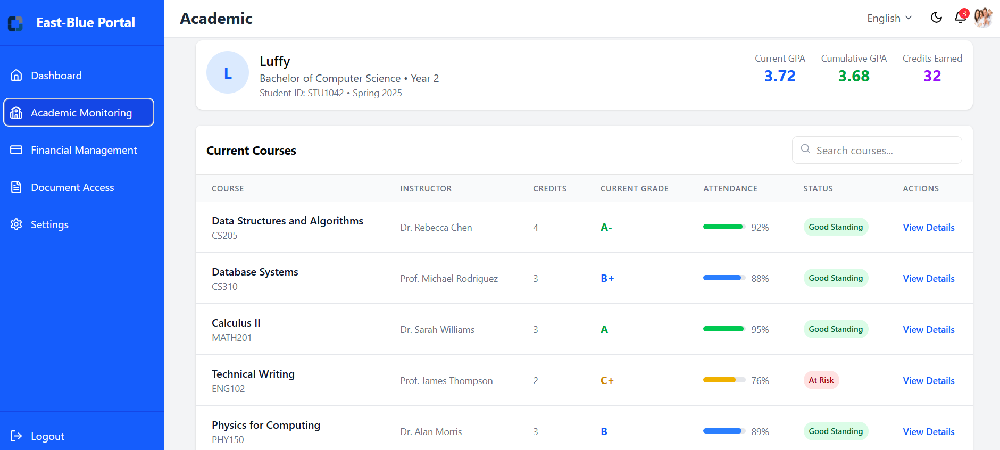 East-Blue Portal
Dashboard
Academic Monitoring
Financial Management
Document Access
Settings
Logout
Academic
English
3
L
Luffy
Bachelor of Computer Science • Year 2
Student ID: STU1042 • Spring 2025
Current GPA
3.72
Cumulative GPA
3.68
Credits Earned
32
Current Courses
Search courses...
COURSE INSTRUCTOR CREDITS CURRENT GRADE ATTENDANCE STATUS ACTIONS
Data Structures and Algorithms
CS205
Dr. Rebecca Chen 4 A- 92% Good Standing View Details
Database Systems
CS310
Prof. Michael Rodriguez 3 B+ 88% Good Standing View Details
Calculus II
MATH201
Dr. Sarah Williams 3 A 95% Good Standing View Details
Technical Writing
ENG102
Prof. James Thompson 2 C+ 76% At Risk View Details
Physics for Computing
PHY150
Dr. Alan Morris 3 B 89% Good Standing View Details